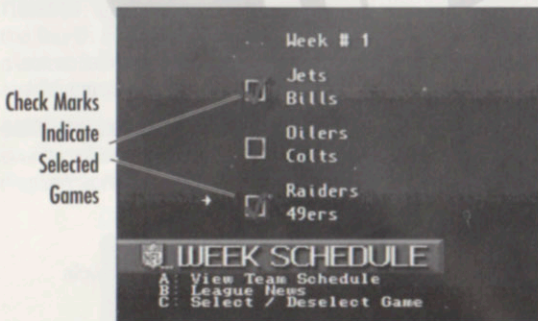 Check Marks
Indicate
Selected
Games
Week # 1
Jets
Bills
Oilers
Colts
Raiders
49ers
WEEK SCHEDULE
A: View Team Schedule
B: League News
C: Select / Deselect Game